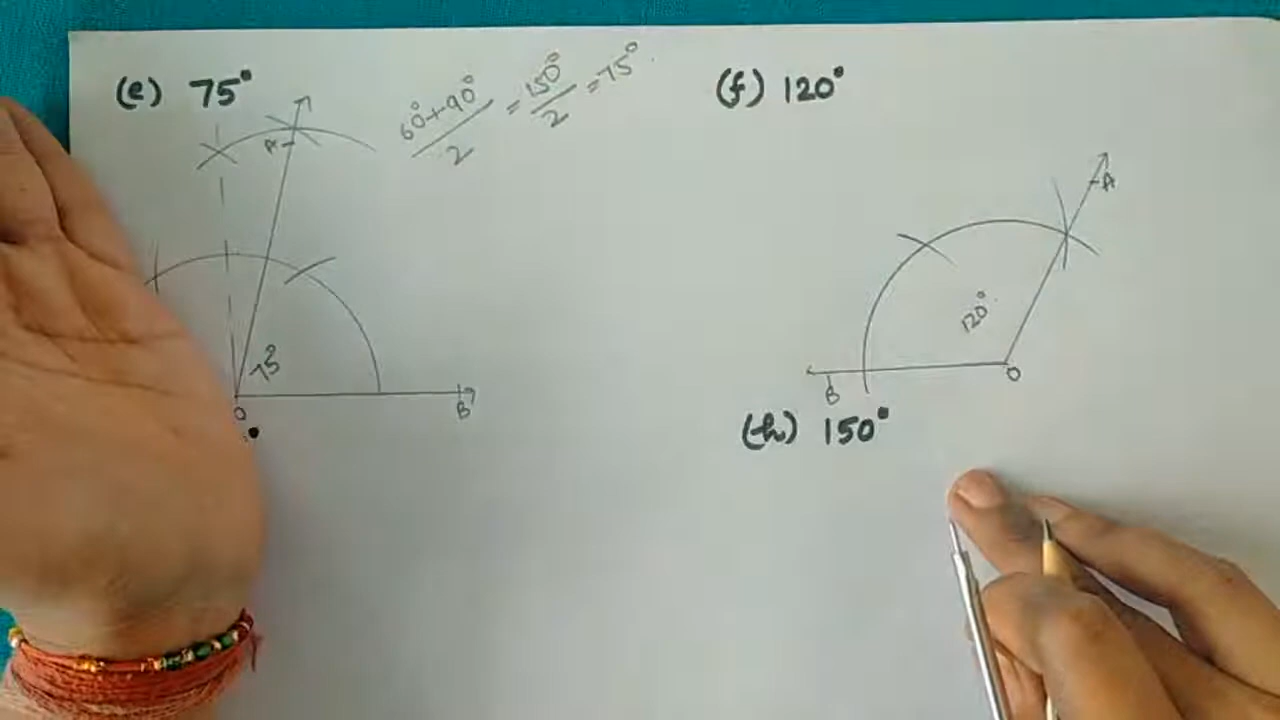 (e) 75°
60°+90°/2 = 150°/2 = 75°.
A
75°
O
B
(f) 120°
A
120°
O
B
(h) 150°